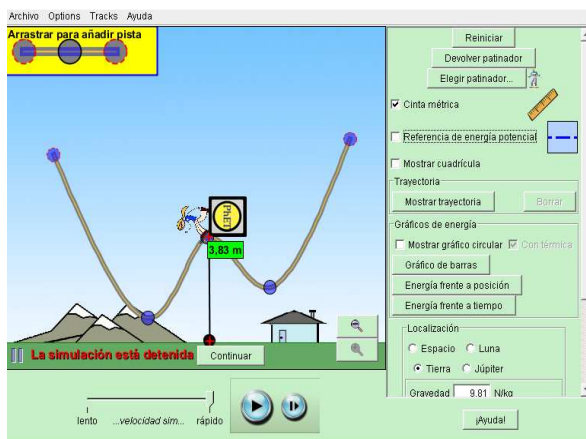 Archivo Options Tracks Ayuda
Arrastrar para añadir pista
PhET
3,83 m
La simulación está detenida
Continuar
lento ...velocidad sim... rápido
Reiniciar
Devolver patinador
Elegir patinador...
Cinta métrica
Referencia de energía potencial
Mostrar cuadrícula
Trayectoria
Mostrar trayectoria Borrar
Gráficos de energía
Mostrar gráfico circular Con térmica
Gráfico de barras
Energía frente a posición
Energía frente a tiempo
Localización
Espacio Luna
Tierra Júpiter
Gravedad 9.81 N/kg
¡Ayuda!